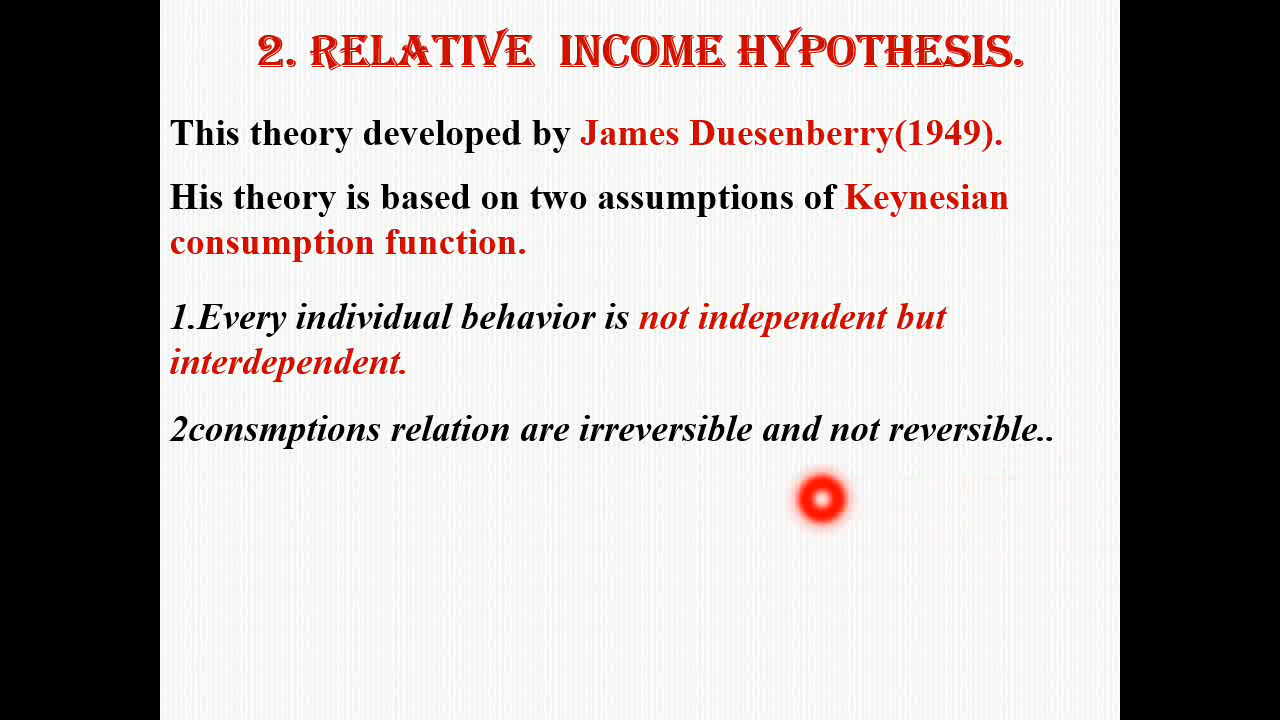 2. RELATIVE INCOME HYPOTHESIS.
This theory developed by James Duesenberry(1949).
His theory is based on two assumptions of Keynesian
consumption function.
1.Every individual behavior is not independent but
interdependent.
2consmptions relation are irreversible and not reversible..